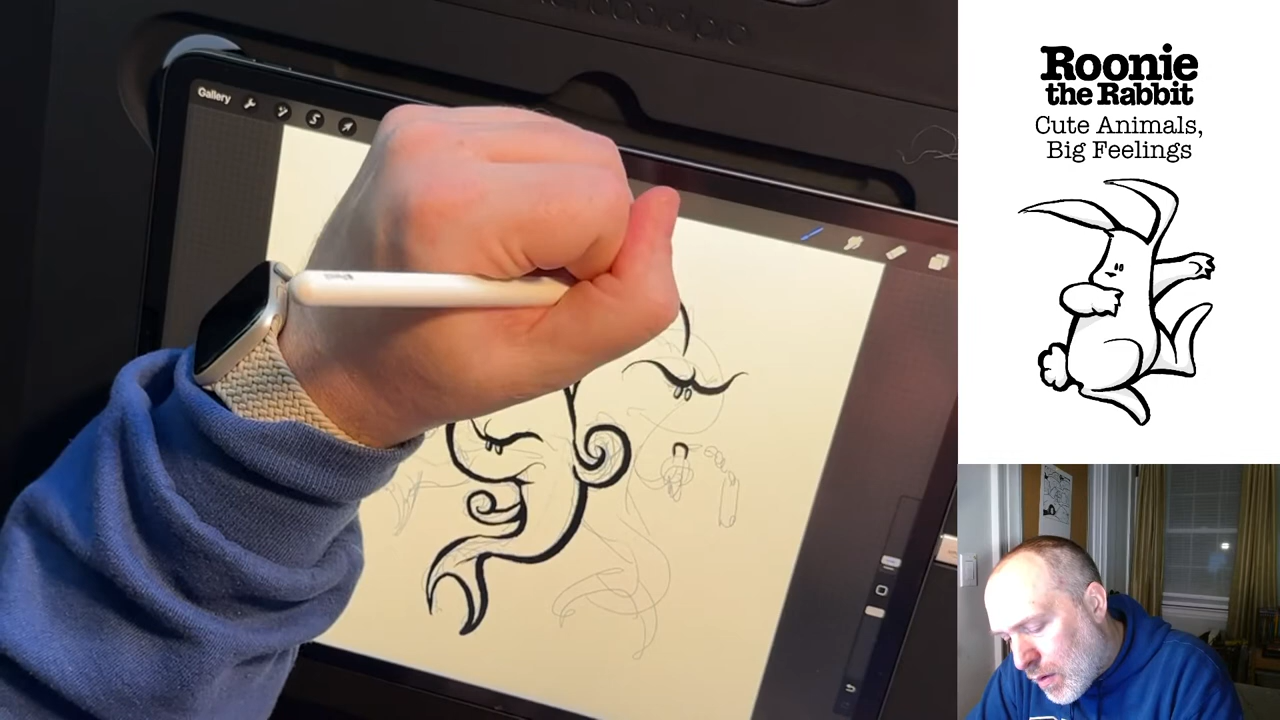 Gallery
Roonie
the Rabbit
Cute Animals,
Big Feelings